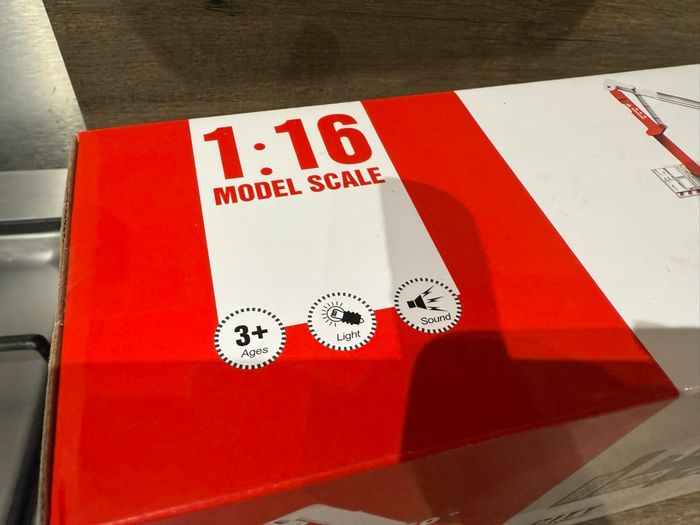 1:16
MODEL SCALE
3+
Ages
Light
Sound